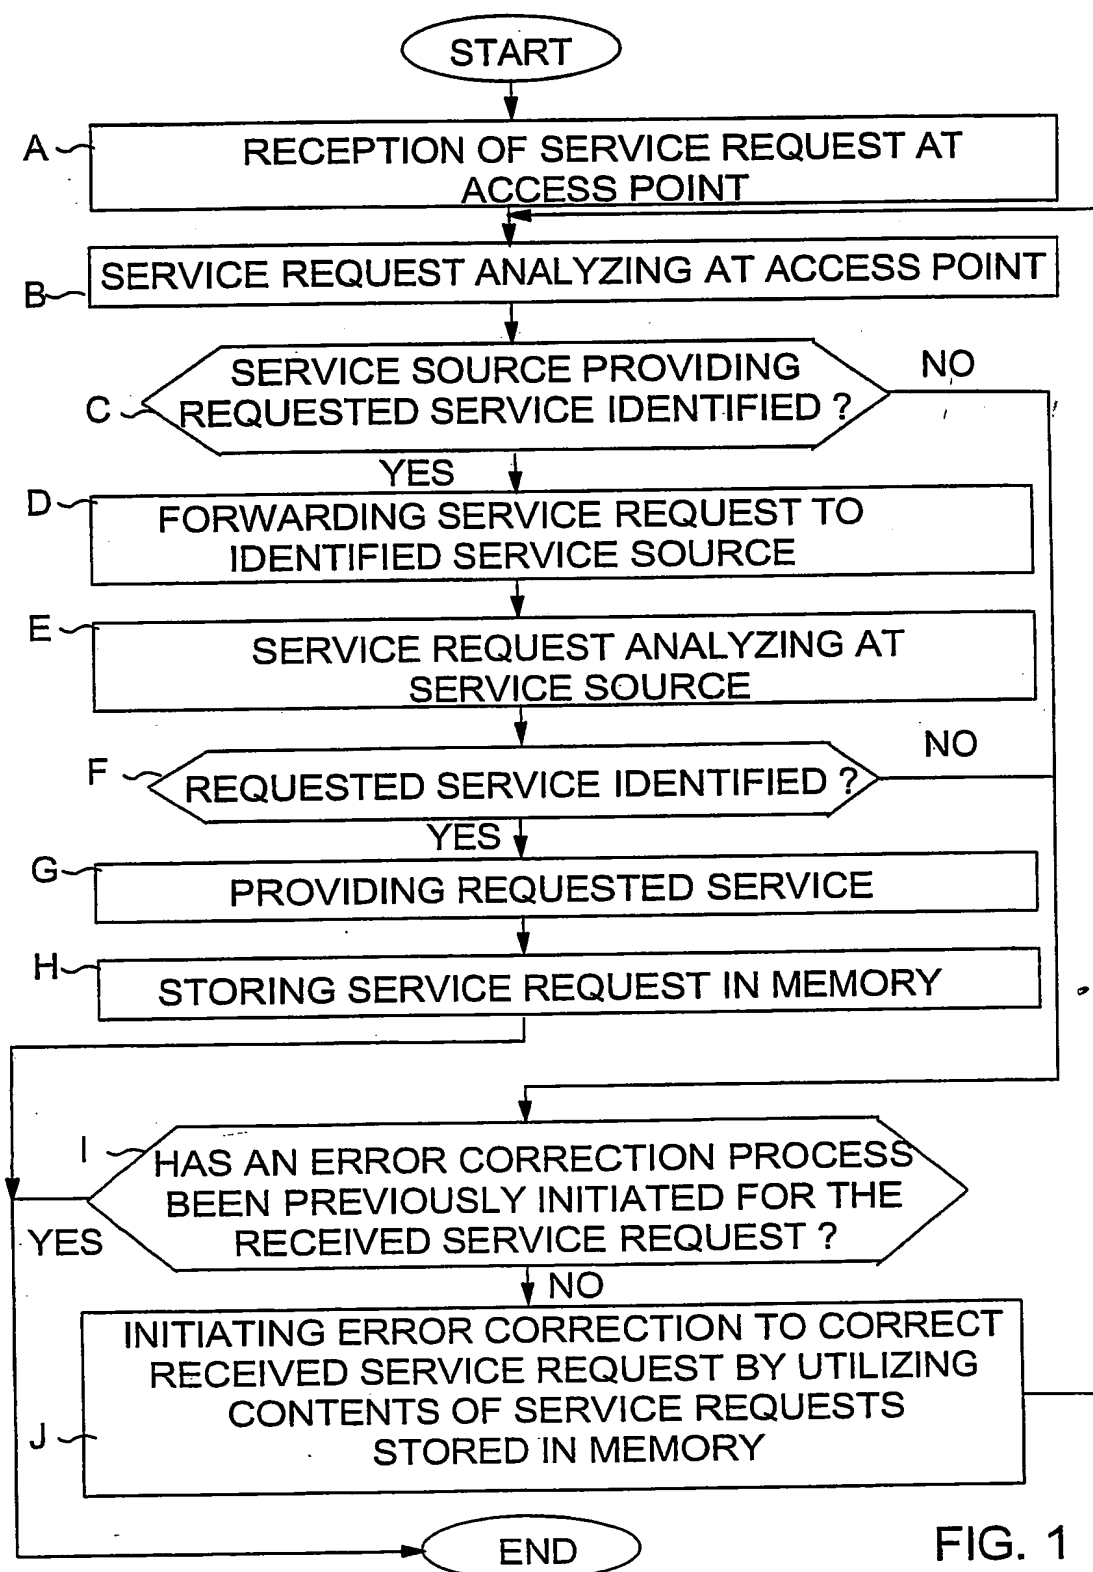 START
A
RECEPTION OF SERVICE REQUEST AT
ACCESS POINT
B
SERVICE REQUEST ANALYZING AT ACCESS POINT
C
SERVICE SOURCE PROVIDING
REQUESTED SERVICE IDENTIFIED ?
NO
YES
D
FORWARDING SERVICE REQUEST TO
IDENTIFIED SERVICE SOURCE
E
SERVICE REQUEST ANALYZING AT
SERVICE SOURCE
F
REQUESTED SERVICE IDENTIFIED ?
NO
YES
G
PROVIDING REQUESTED SERVICE
H
STORING SERVICE REQUEST IN MEMORY
I
HAS AN ERROR CORRECTION PROCESS
BEEN PREVIOUSLY INITIATED FOR THE
RECEIVED SERVICE REQUEST ?
YES
NO
J
INITIATING ERROR CORRECTION TO CORRECT
RECEIVED SERVICE REQUEST BY UTILIZING
CONTENTS OF SERVICE REQUESTS
STORED IN MEMORY
END
FIG. 1